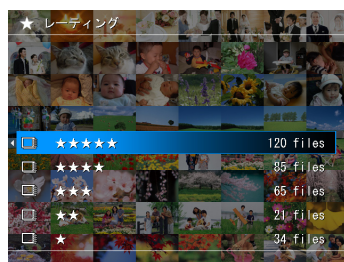 ★ レーティング
★★★★★ 120 files
★★★★ 85 files
★★★ 65 files
★★ 21 files
★ 34 files